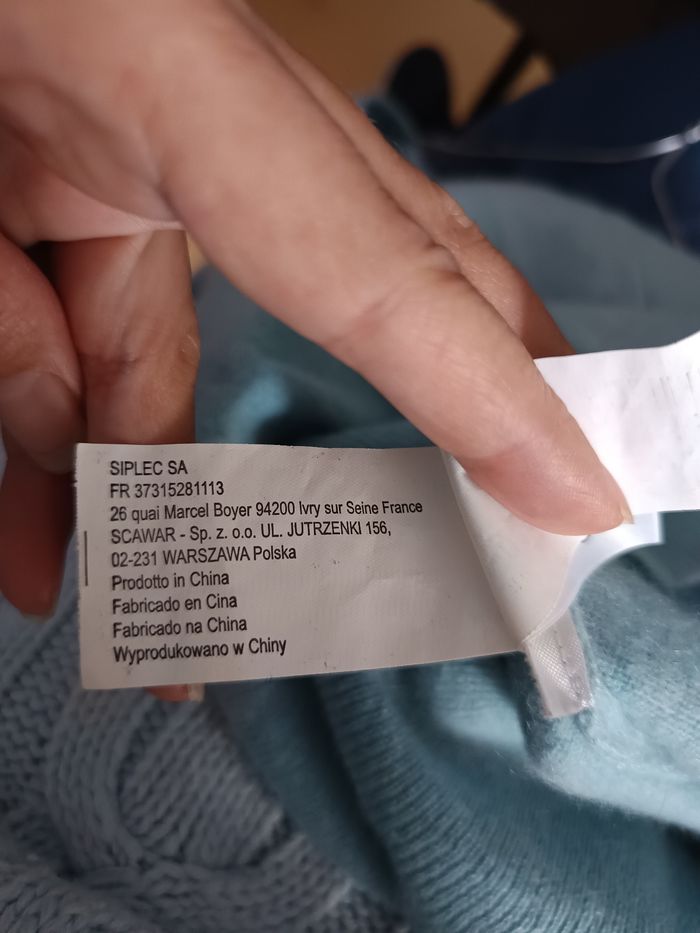 SIPLEC SA
FR 37315281113
26 quai Marcel Boyer 94200 Ivry sur Seine France
SCAWAR - Sp. z. o.o. UL. JUTRZENKI 156,
02-231 WARSZAWA Polska
Prodotto in China
Fabricado en Cina
Fabricado na China
Wyprodukowano w Chiny